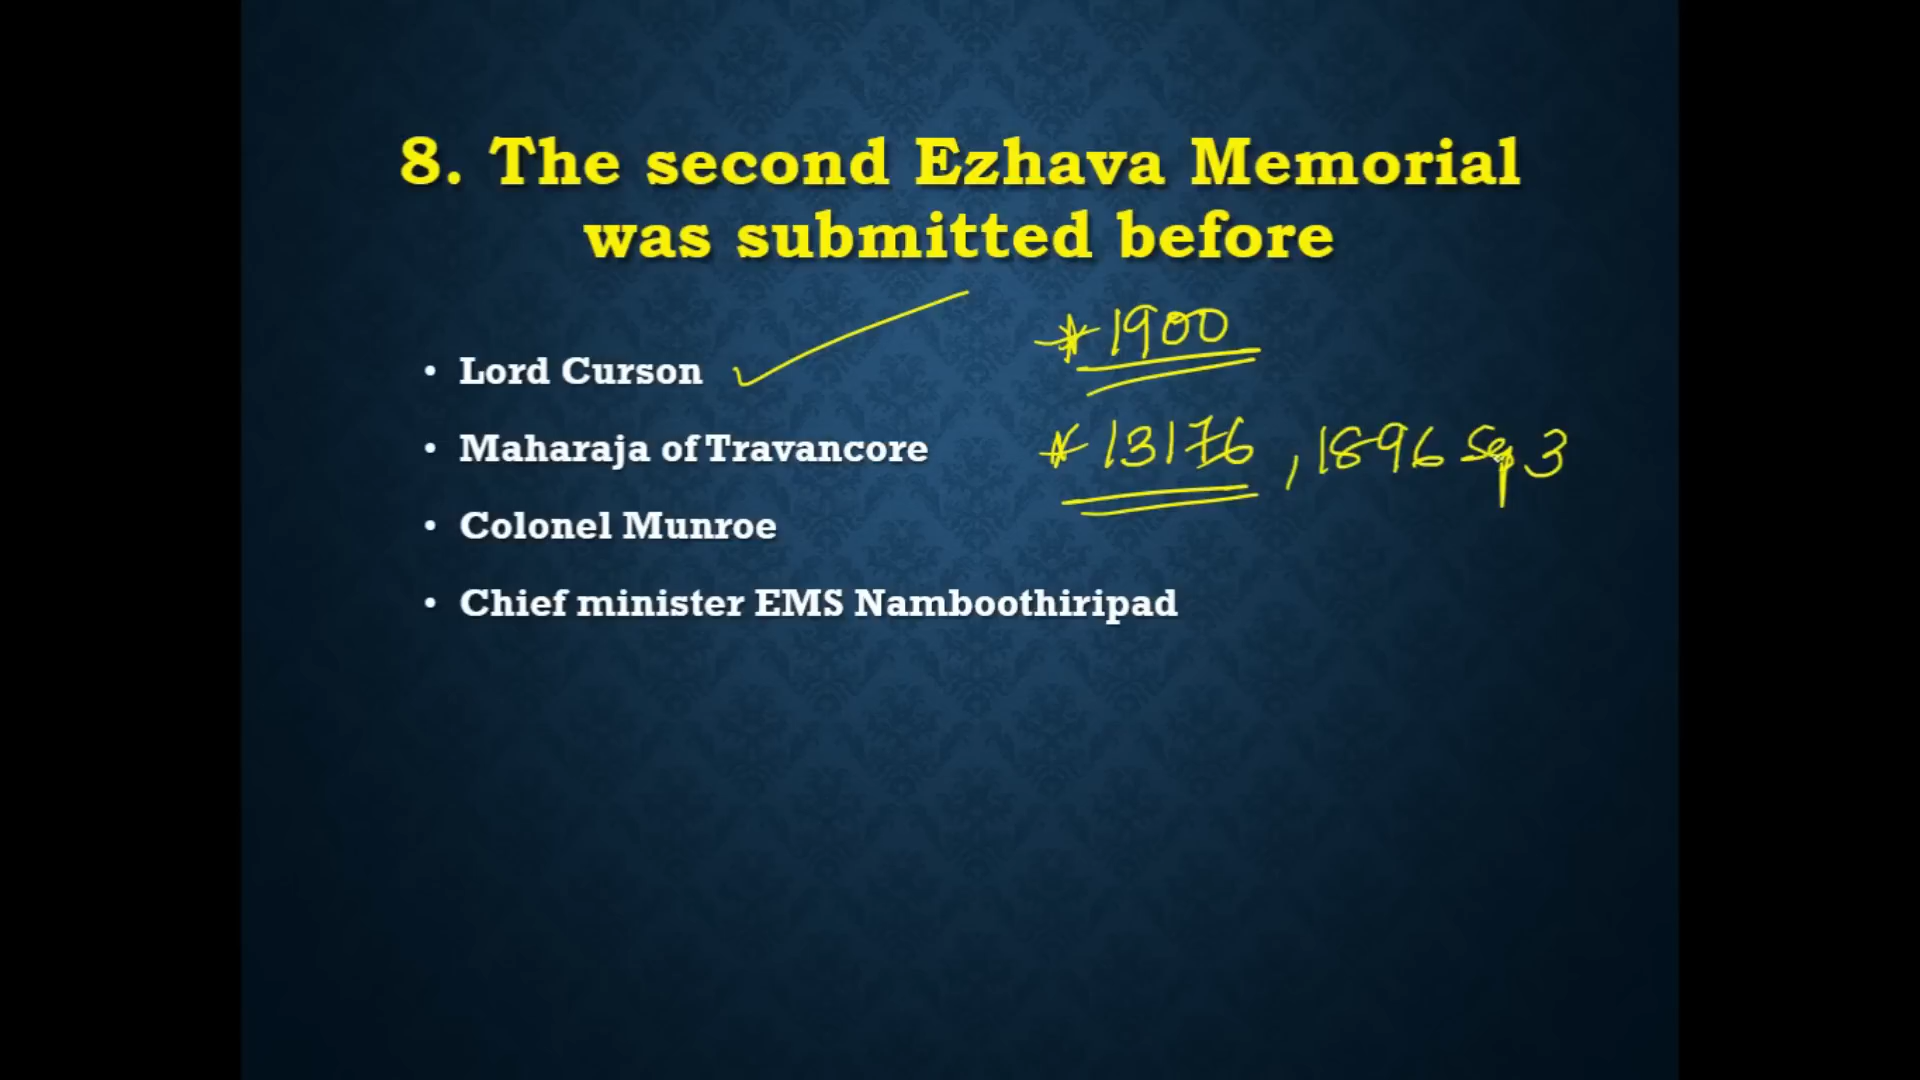 8. The second Ezhava Memorial
was submitted before
• Lord Curson
• Maharaja of Travancore
• Colonel Munroe
• Chief minister EMS Namboothiripad
* 1900
* 13176, 1896 Sep 3